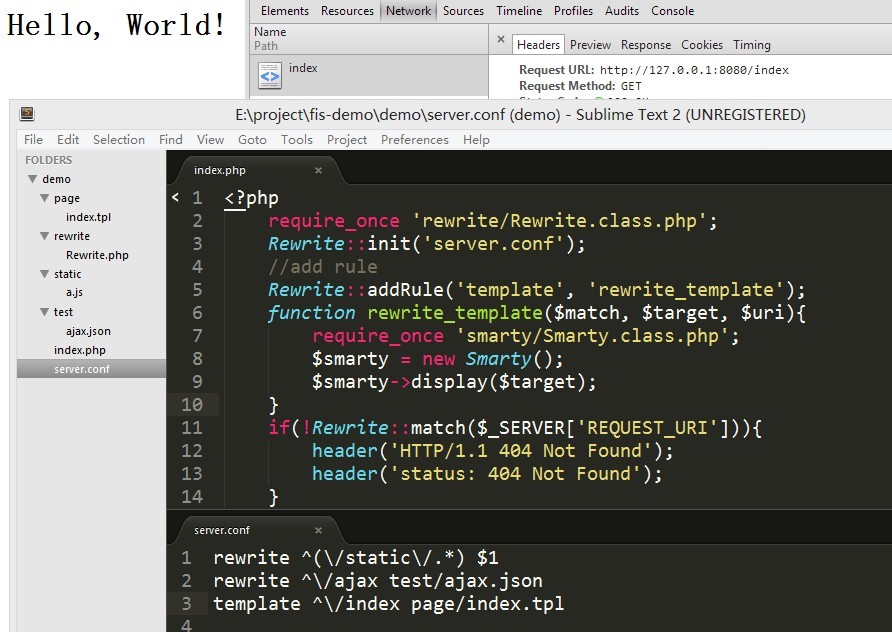 Hello, World!
Elements Resources Network Sources Timeline Profiles Audits Console
Name
Path
× Headers Preview Response Cookies Timing
index
Request URL: http://127.0.0.1:8080/index
Request Method: GET
E:\project\fis-demo\demo\server.conf (demo) - Sublime Text 2 (UNREGISTERED)
File Edit Selection Find View Goto Tools Project Preferences Help
FOLDERS
demo
page
index.tpl
rewrite
Rewrite.php
static
a.js
test
ajax.json
index.php
server.conf
index.php ×
1 <?php
2 require_once 'rewrite/Rewrite.class.php';
3 Rewrite::init('server.conf');
4 //add rule
5 Rewrite::addRule('template', 'rewrite_template');
6 function rewrite_template($match, $target, $uri){
7 require_once 'smarty/Smarty.class.php';
8 $smarty = new Smarty();
9 $smarty->display($target);
10 }
11 if(!Rewrite::match($_SERVER['REQUEST_URI'])){
12 header('HTTP/1.1 404 Not Found');
13 header('status: 404 Not Found');
14 }
server.conf ×
1 rewrite ^(\/static\/.*) $1
2 rewrite ^\/ajax test/ajax.json
3 template ^\/index page/index.tpl
4